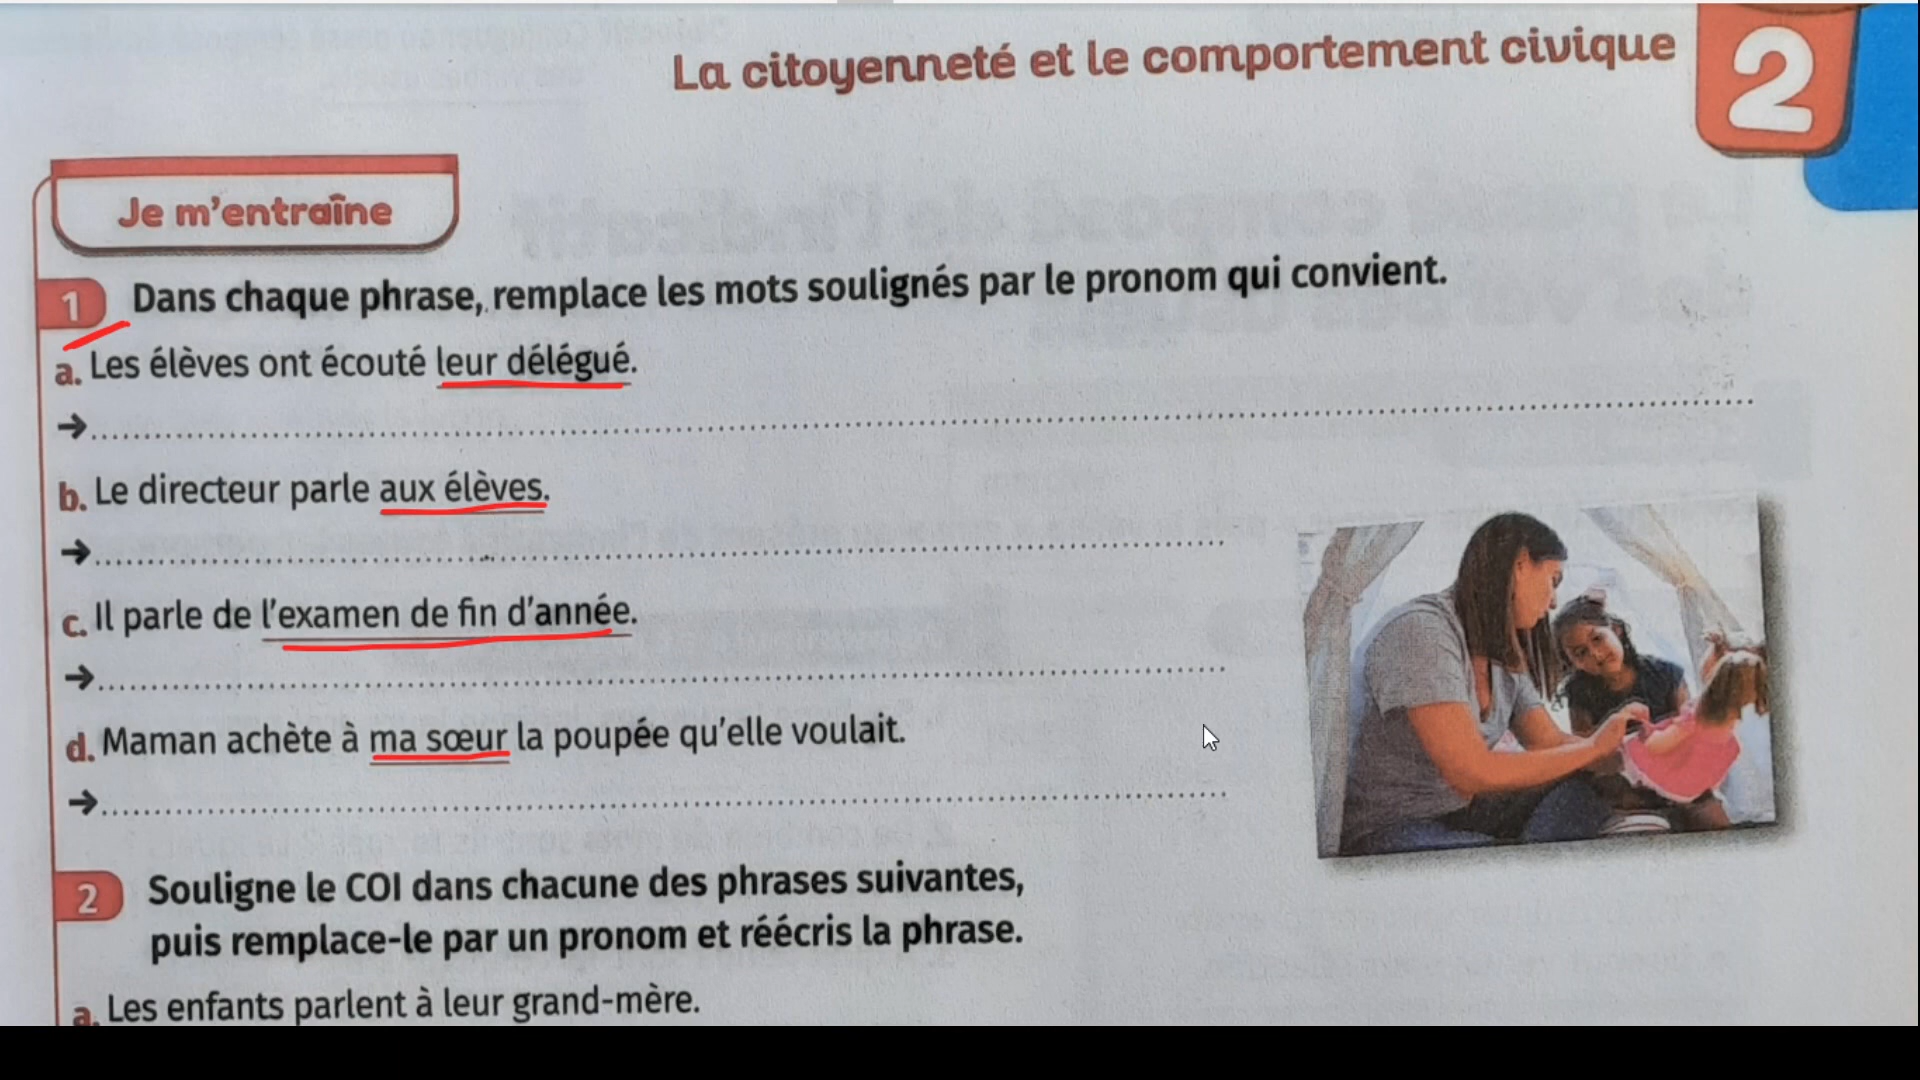 La citoyenneté et le comportement civique
2
Je m'entraîne
1 Dans chaque phrase, remplace les mots soulignés par le pronom qui convient.
a. Les élèves ont écouté leur délégué.
➔
b. Le directeur parle aux élèves.
➔
c. Il parle de l'examen de fin d'année.
➔
d. Maman achète à ma sœur la poupée qu'elle voulait.
➔
2 Souligne le COI dans chacune des phrases suivantes,
puis remplace-le par un pronom et réécris la phrase.
a. Les enfants parlent à leur grand-mère.